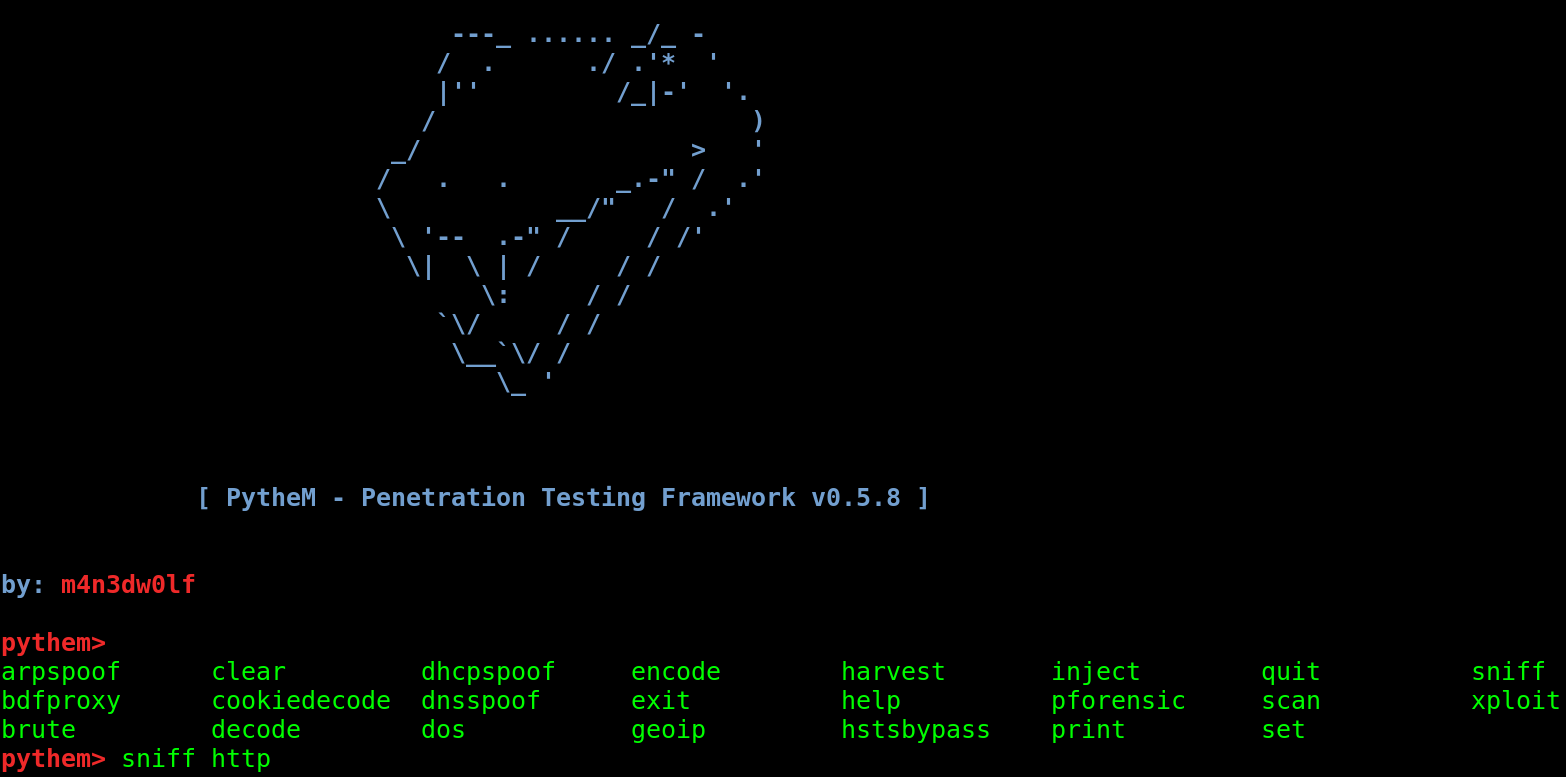 ---_ ...... _/_ -
/  .      ./ .'*  '
|''         /_|-'  '.
/                     )
_/                  >   '
/   .   .       _.-" / .'
\           __/"   /  .'
\ '--  .-" /     / /'
\|  \ | /     / /
\:     / /
`\/     / /
\__`\/ /
\_ '
[ PytheM - Penetration Testing Framework v0.5.8 ]
by: m4n3dw0lf
pythem>
arpspoof clear dhcpspoof encode harvest inject quit sniff
bdfproxy cookiedecode dnsspoof exit help pforensic scan xploit
brute decode dos geoip hstsbypass print set
pythem> sniff http